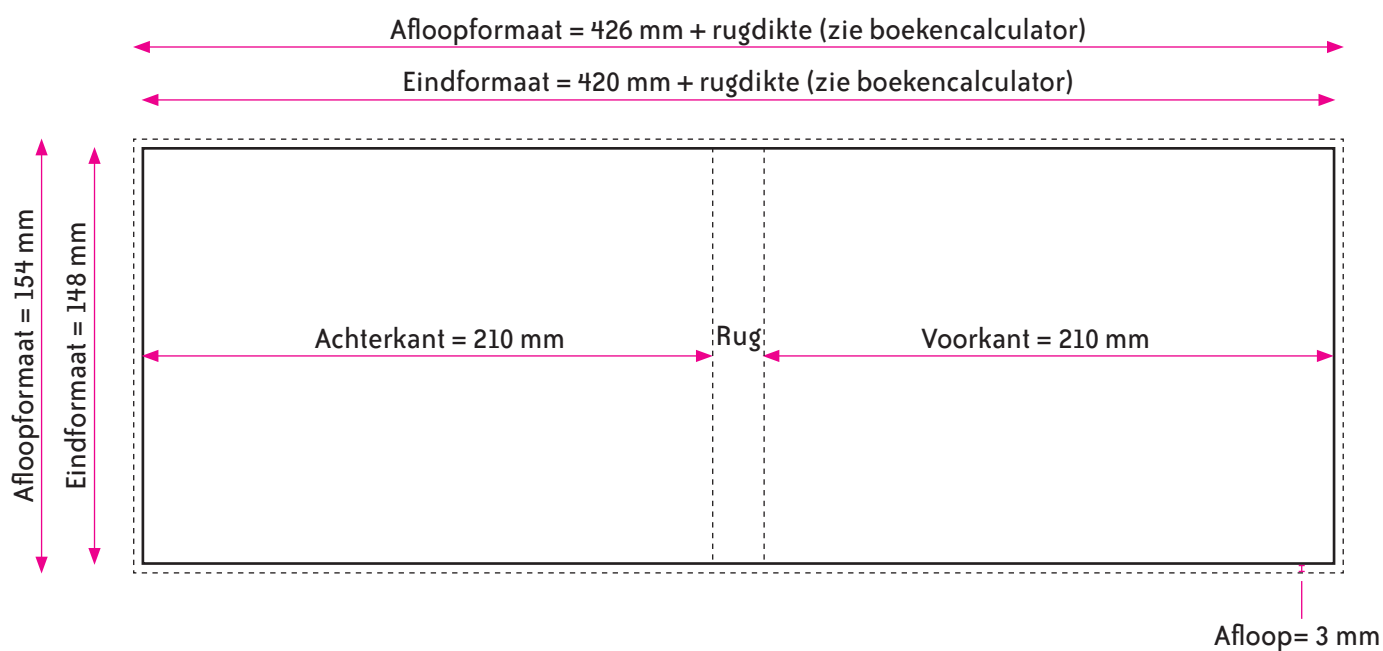 Afloopformaat = 426 mm + rugdikte (zie boekencalculator)
Eindformaat = 420 mm + rugdikte (zie boekencalculator)
Afloopformaat = 154 mm
Eindformaat = 148 mm
Achterkant = 210 mm
Rug
Voorkant = 210 mm
Afloop= 3 mm